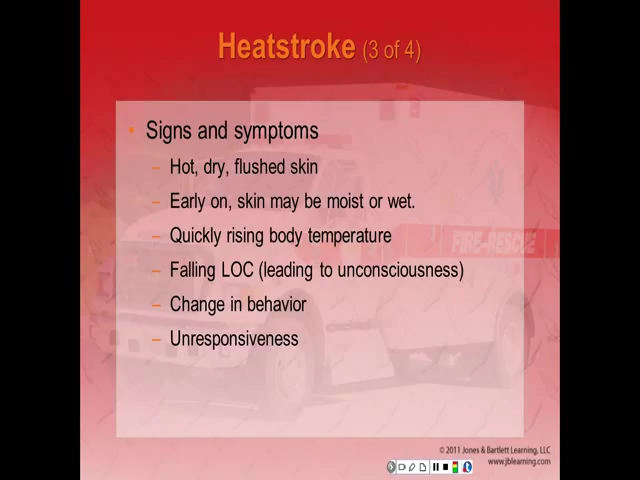 Heatstroke (3 of 4)
• Signs and symptoms
– Hot, dry, flushed skin
– Early on, skin may be moist or wet.
– Quickly rising body temperature
– Falling LOC (leading to unconsciousness)
– Change in behavior
– Unresponsiveness
FIRE-RESCUE
© 2011 Jones & Bartlett Learning, LLC
www.jblearning.com